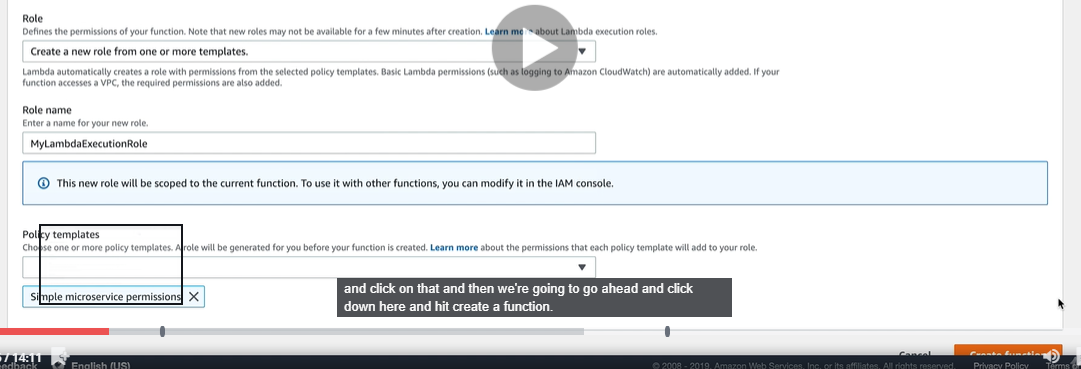 Role
Defines the permissions of your function. Note that new roles may not be available for a few minutes after creation. Learn more about Lambda execution roles.
Create a new role from one or more templates.
Lambda automatically creates a role with permissions from the selected policy templates. Basic Lambda permissions (such as logging to Amazon CloudWatch) are automatically added. If your
function accesses a VPC, the required permissions are also added.
Role name
Enter a name for your new role.
MyLambdaExecutionRole
This new role will be scoped to the current function. To use it with other functions, you can modify it in the IAM console.
Policy templates
Choose one or more policy templates. A role will be generated for you before your function is created. Learn more about the permissions that each policy template will add to your role.
Simple microservice permissions
and click on that and then we're going to go ahead and click
down here and hit create a function.
/ 14:11
Cancel Create function
edback English (US) © 2008 - 2019, Amazon Web Services, Inc. or its affiliates. All rights reserved. Privacy Policy Terms